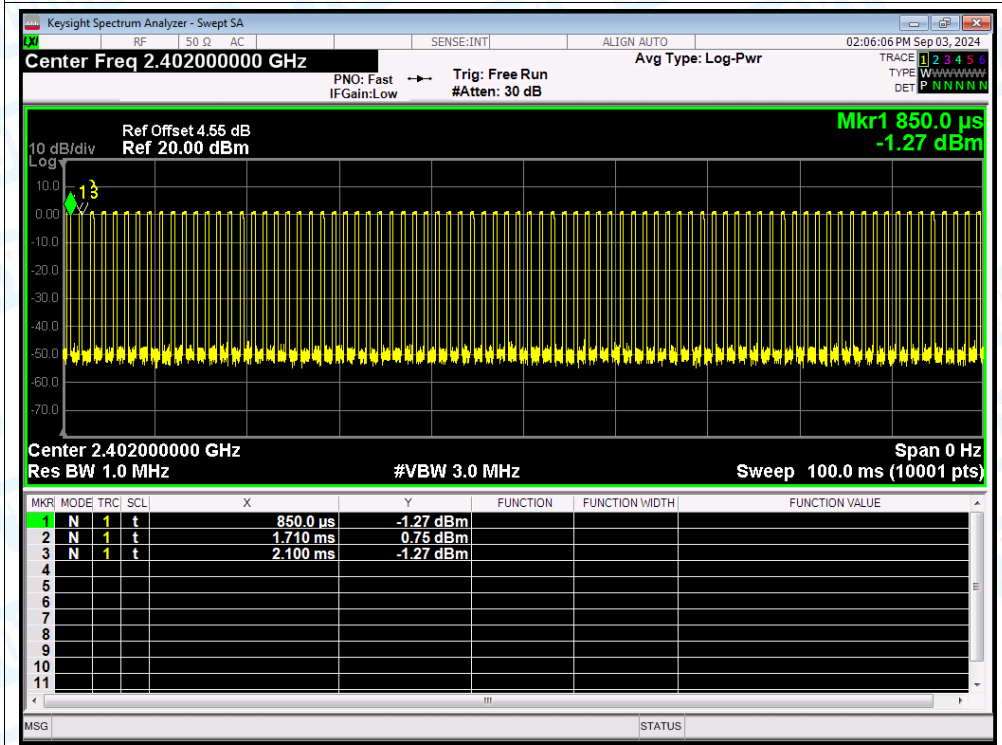 Keysight Spectrum Analyzer - Swept SA
LXI RF 50 Ω AC SENSE:INT ALIGN AUTO 02:06:06 PM Sep 03, 2024
Center Freq 2.402000000 GHz Avg Type: Log-Pwr TRACE 1 2 3 4 5 6
PNO: Fast Trig: Free Run TYPE WWWWWW
IFGain:Low #Atten: 30 dB DET P N N N N N
Mkr1 850.0 µs
Ref Offset 4.55 dB
10 dB/div Ref 20.00 dBm -1.27 dBm
Log
10.0
1 3
0.00
-10.0
-20.0
-30.0
-40.0
-50.0
-60.0
-70.0
Center 2.402000000 GHz Span 0 Hz
Res BW 1.0 MHz #VBW 3.0 MHz Sweep 100.0 ms (10001 pts)
MKR MODE TRC SCL X Y FUNCTION FUNCTION WIDTH FUNCTION VALUE
1 N 1 t 850.0 µs -1.27 dBm
2 N 1 t 1.710 ms 0.75 dBm
3 N 1 t 2.100 ms -1.27 dBm
4
5
6
7
8
9
10
11
MSG STATUS